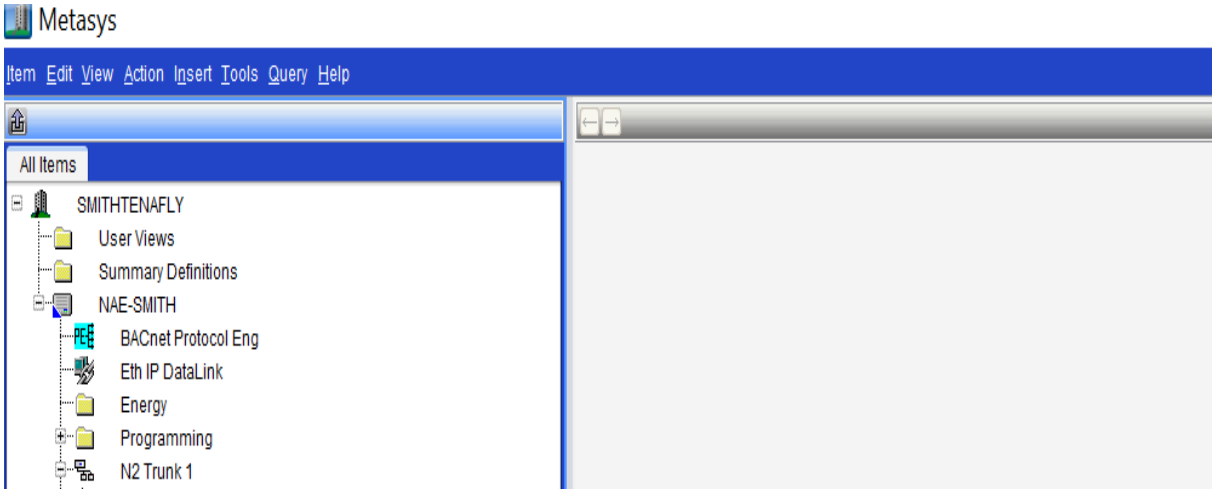 Metasys
Item Edit View Action Insert Tools Query Help
All Items
SMITHTENAFLY
User Views
Summary Definitions
NAE-SMITH
PE BACnet Protocol Eng
Eth IP DataLink
Energy
Programming
N2 Trunk 1